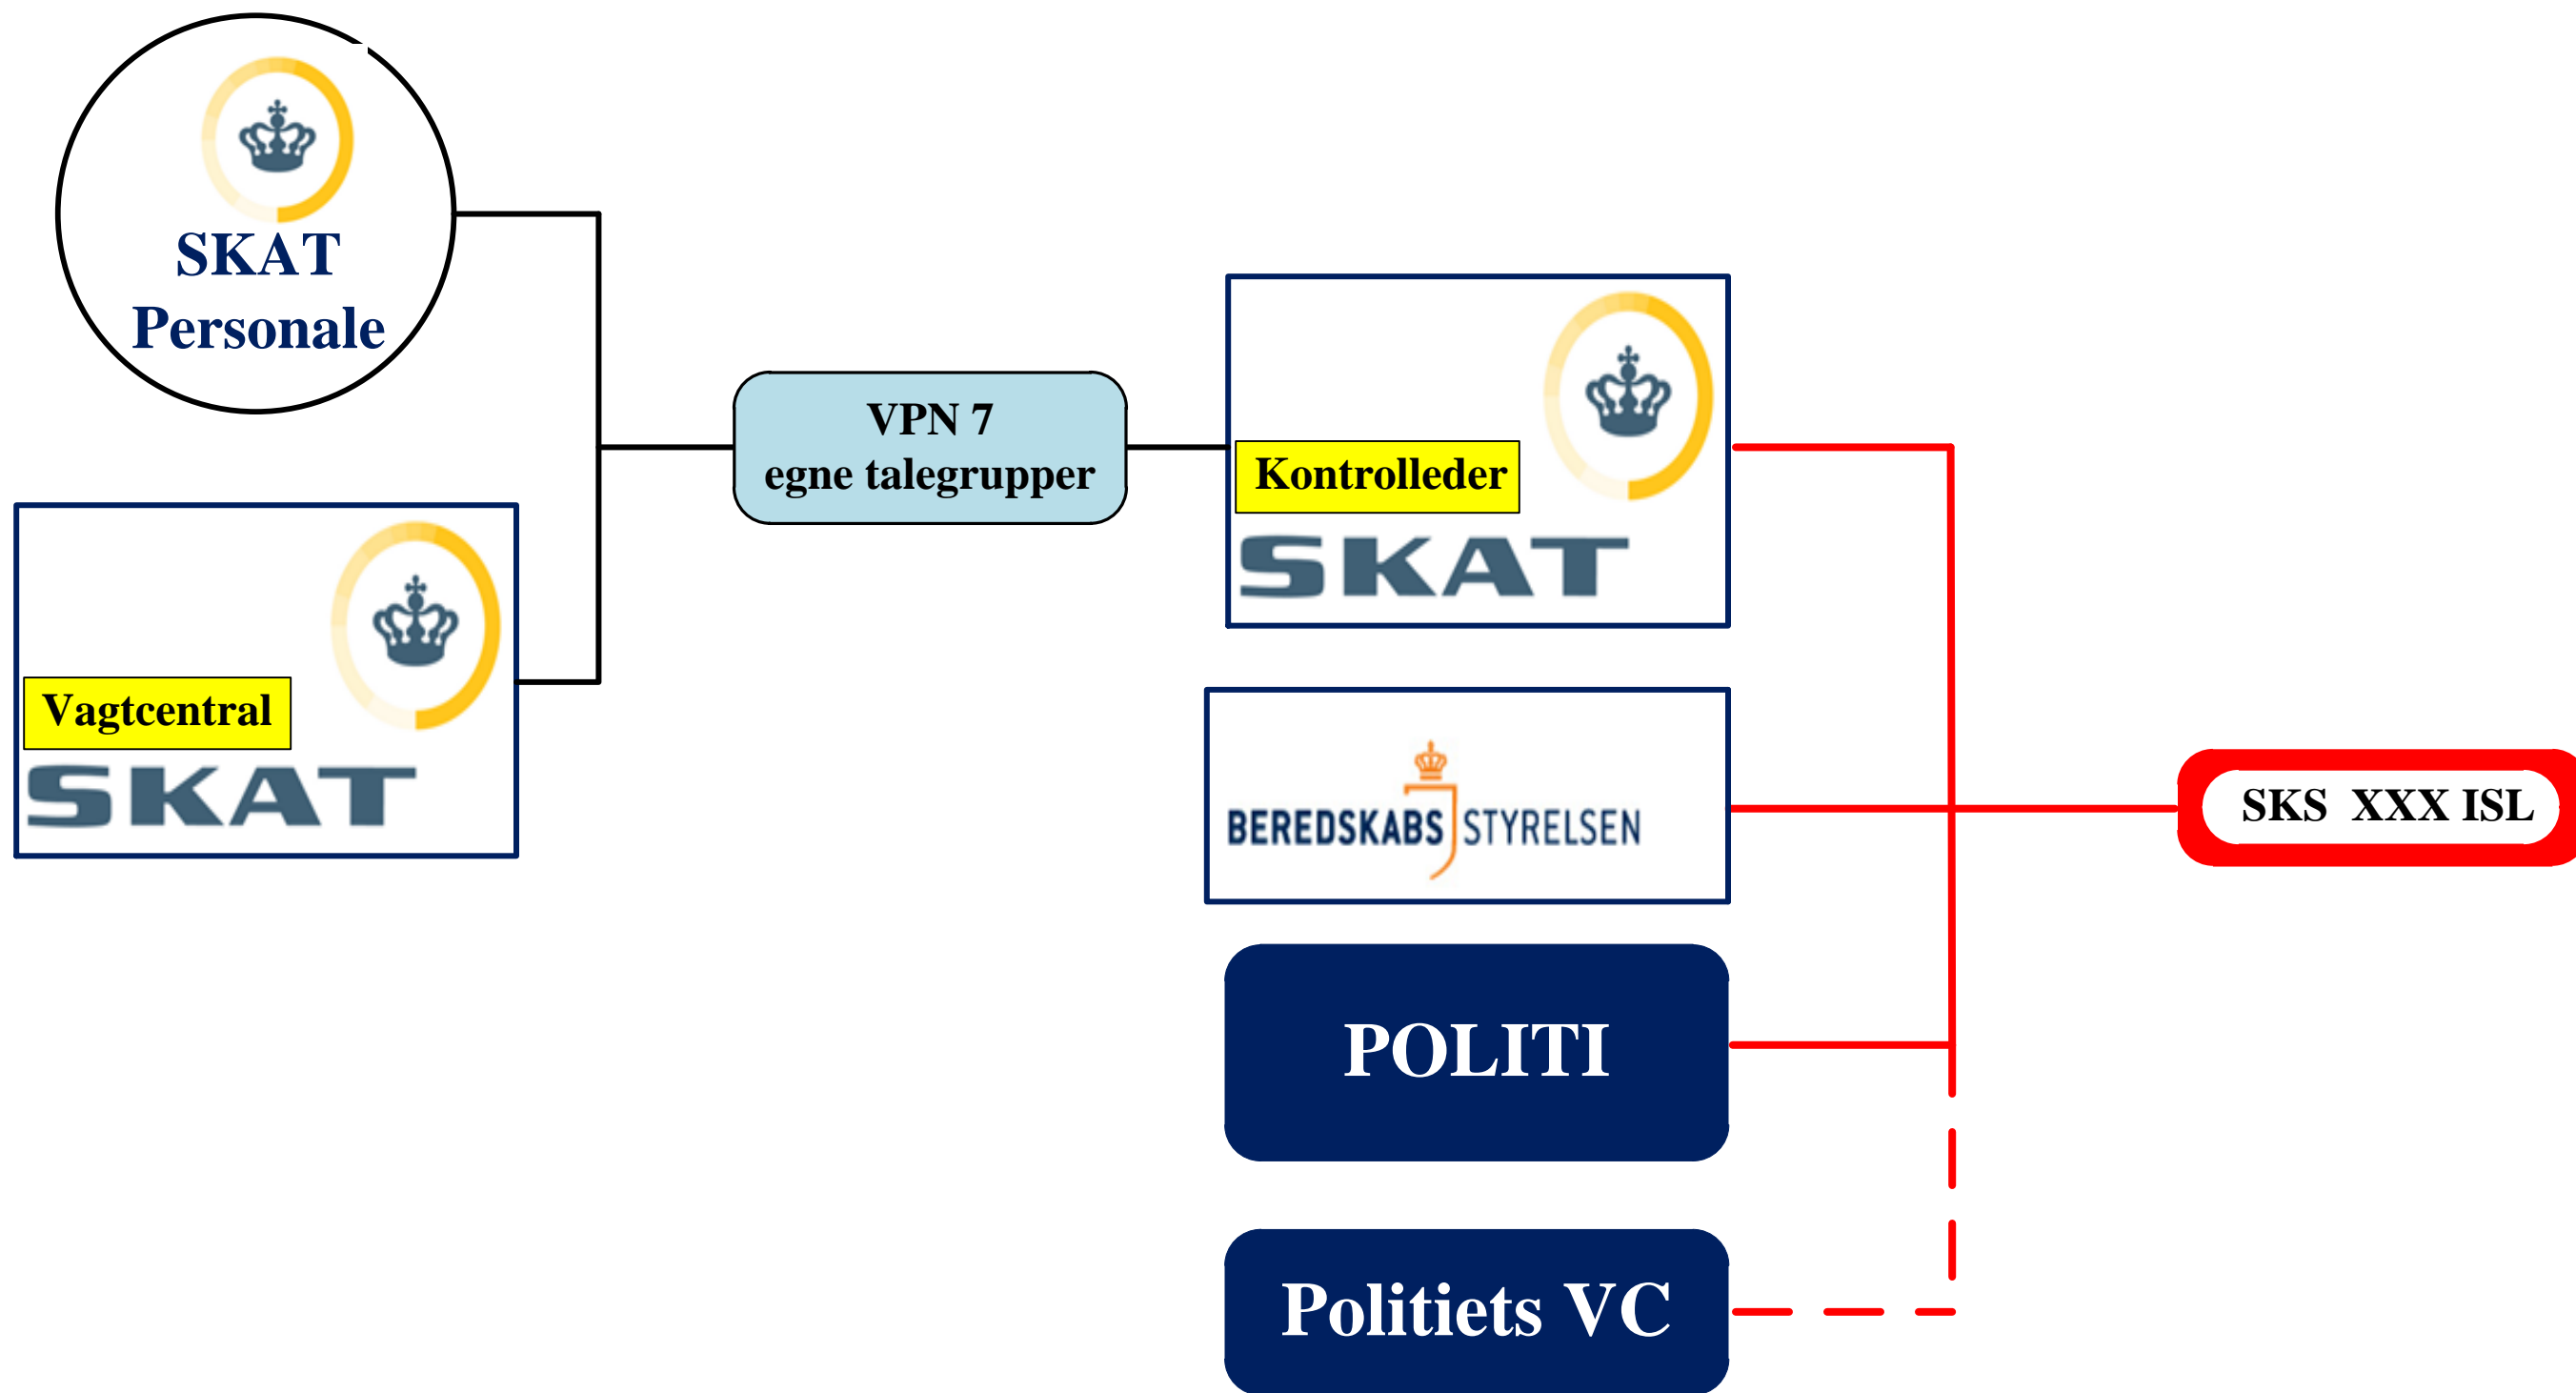 SKAT
Personale
Vagtcentral
SKAT
VPN 7
egne talegrupper
Kontrolleder
SKAT
BEREDSKABS STYRELSEN
POLITI
Politiets VC
SKS XXX ISL